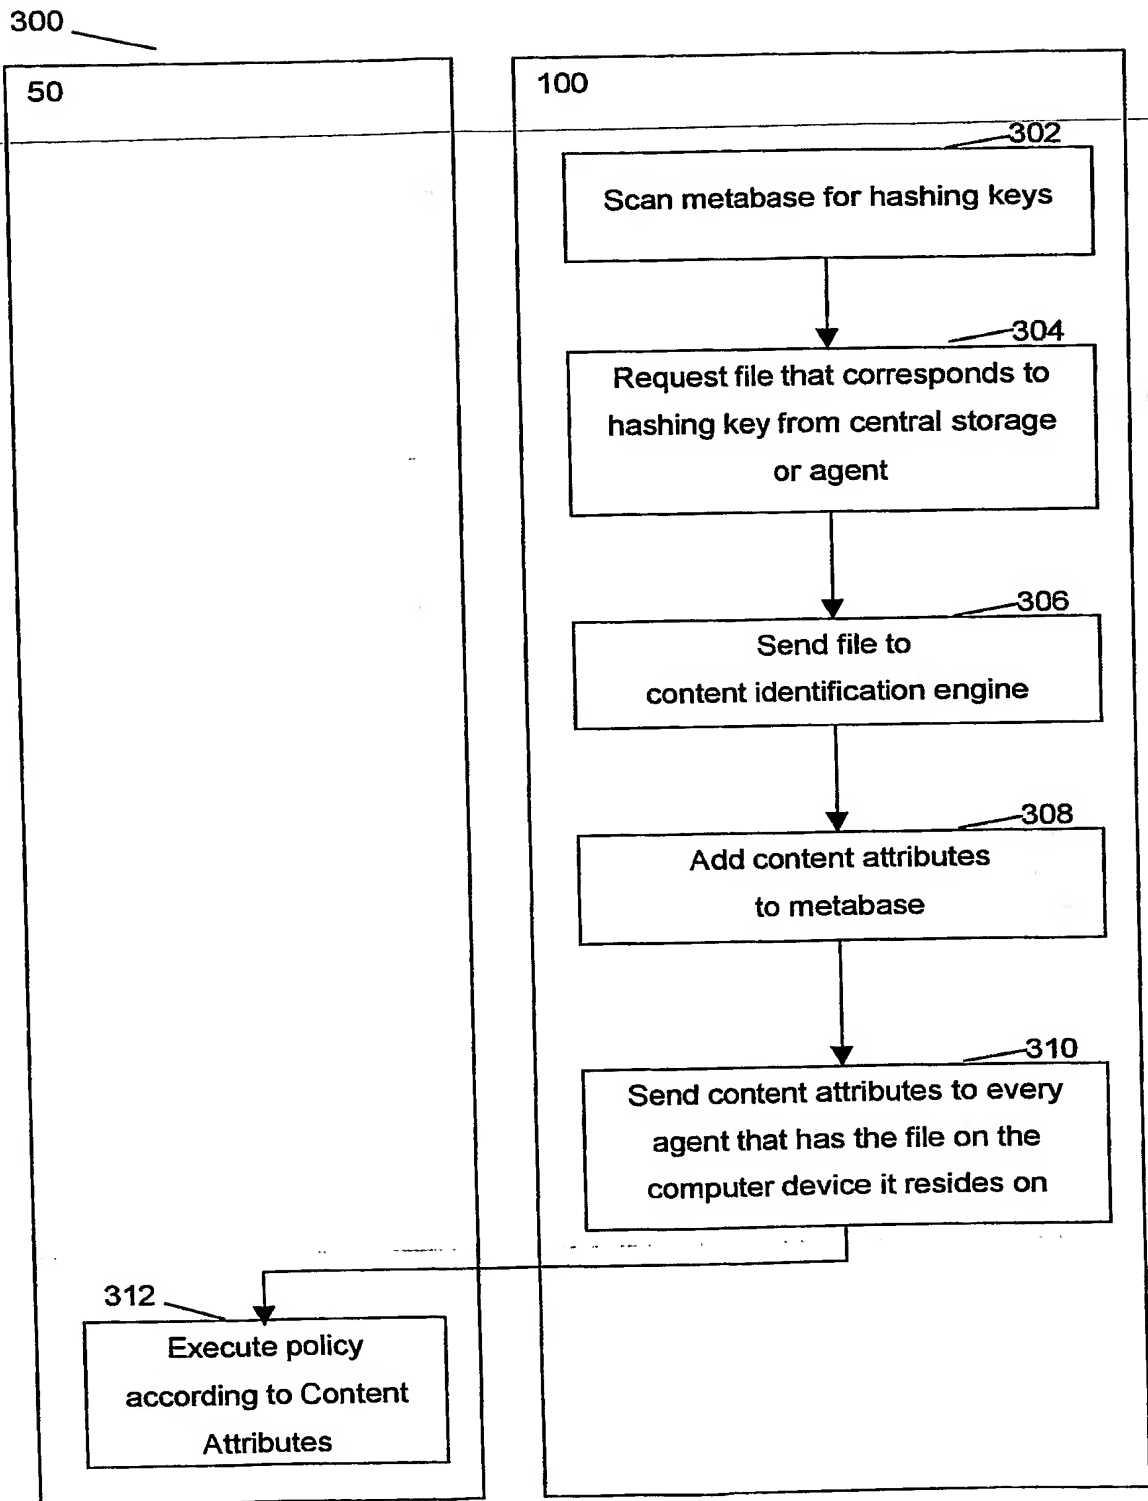 300
50
100
302
Scan metabase for hashing keys
304
Request file that corresponds to
hashing key from central storage
or agent
306
Send file to
content identification engine
308
Add content attributes
to metabase
310
Send content attributes to every
agent that has the file on the
computer device it resides on
312
Execute policy
according to Content
Attributes